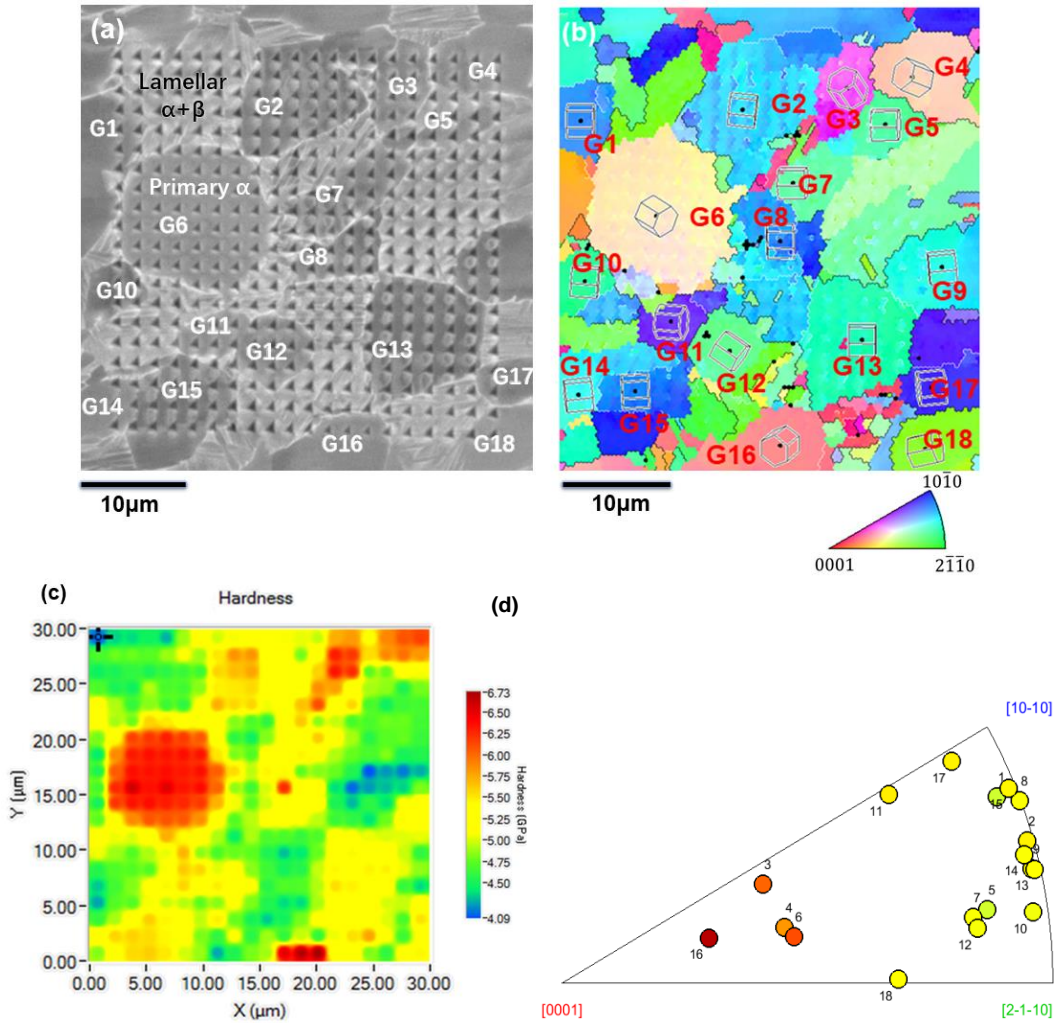 (a)
Lamellar
α+β
G1
G2
G3
G4
G5
Primary α
G6
G7
G8
G10
G11
G12
G13
G14
G15
G16
G17
G18
10μm
(b)
G1
G2
G3
G4
G5
G6
G7
G8
G9
G10
G11
G12
G13
G14
G15
G16
G17
G18
10μm
101̅0
0001
21̅1̅0
(c)
Hardness
30.00
25.00
20.00
15.00
10.00
5.00
0.00
Y (μm)
0.00 5.00 10.00 15.00 20.00 25.00 30.00
X (μm)
6.73
6.50
6.25
6.00
5.75
5.50
5.25
5.00
4.75
4.50
4.09
Hardness (GPa)
(d)
[10-10]
17
1
8
15
11
2
9
14
13
3
4
6
16
7
5
12
10
18
[0001]
[2-1-10]